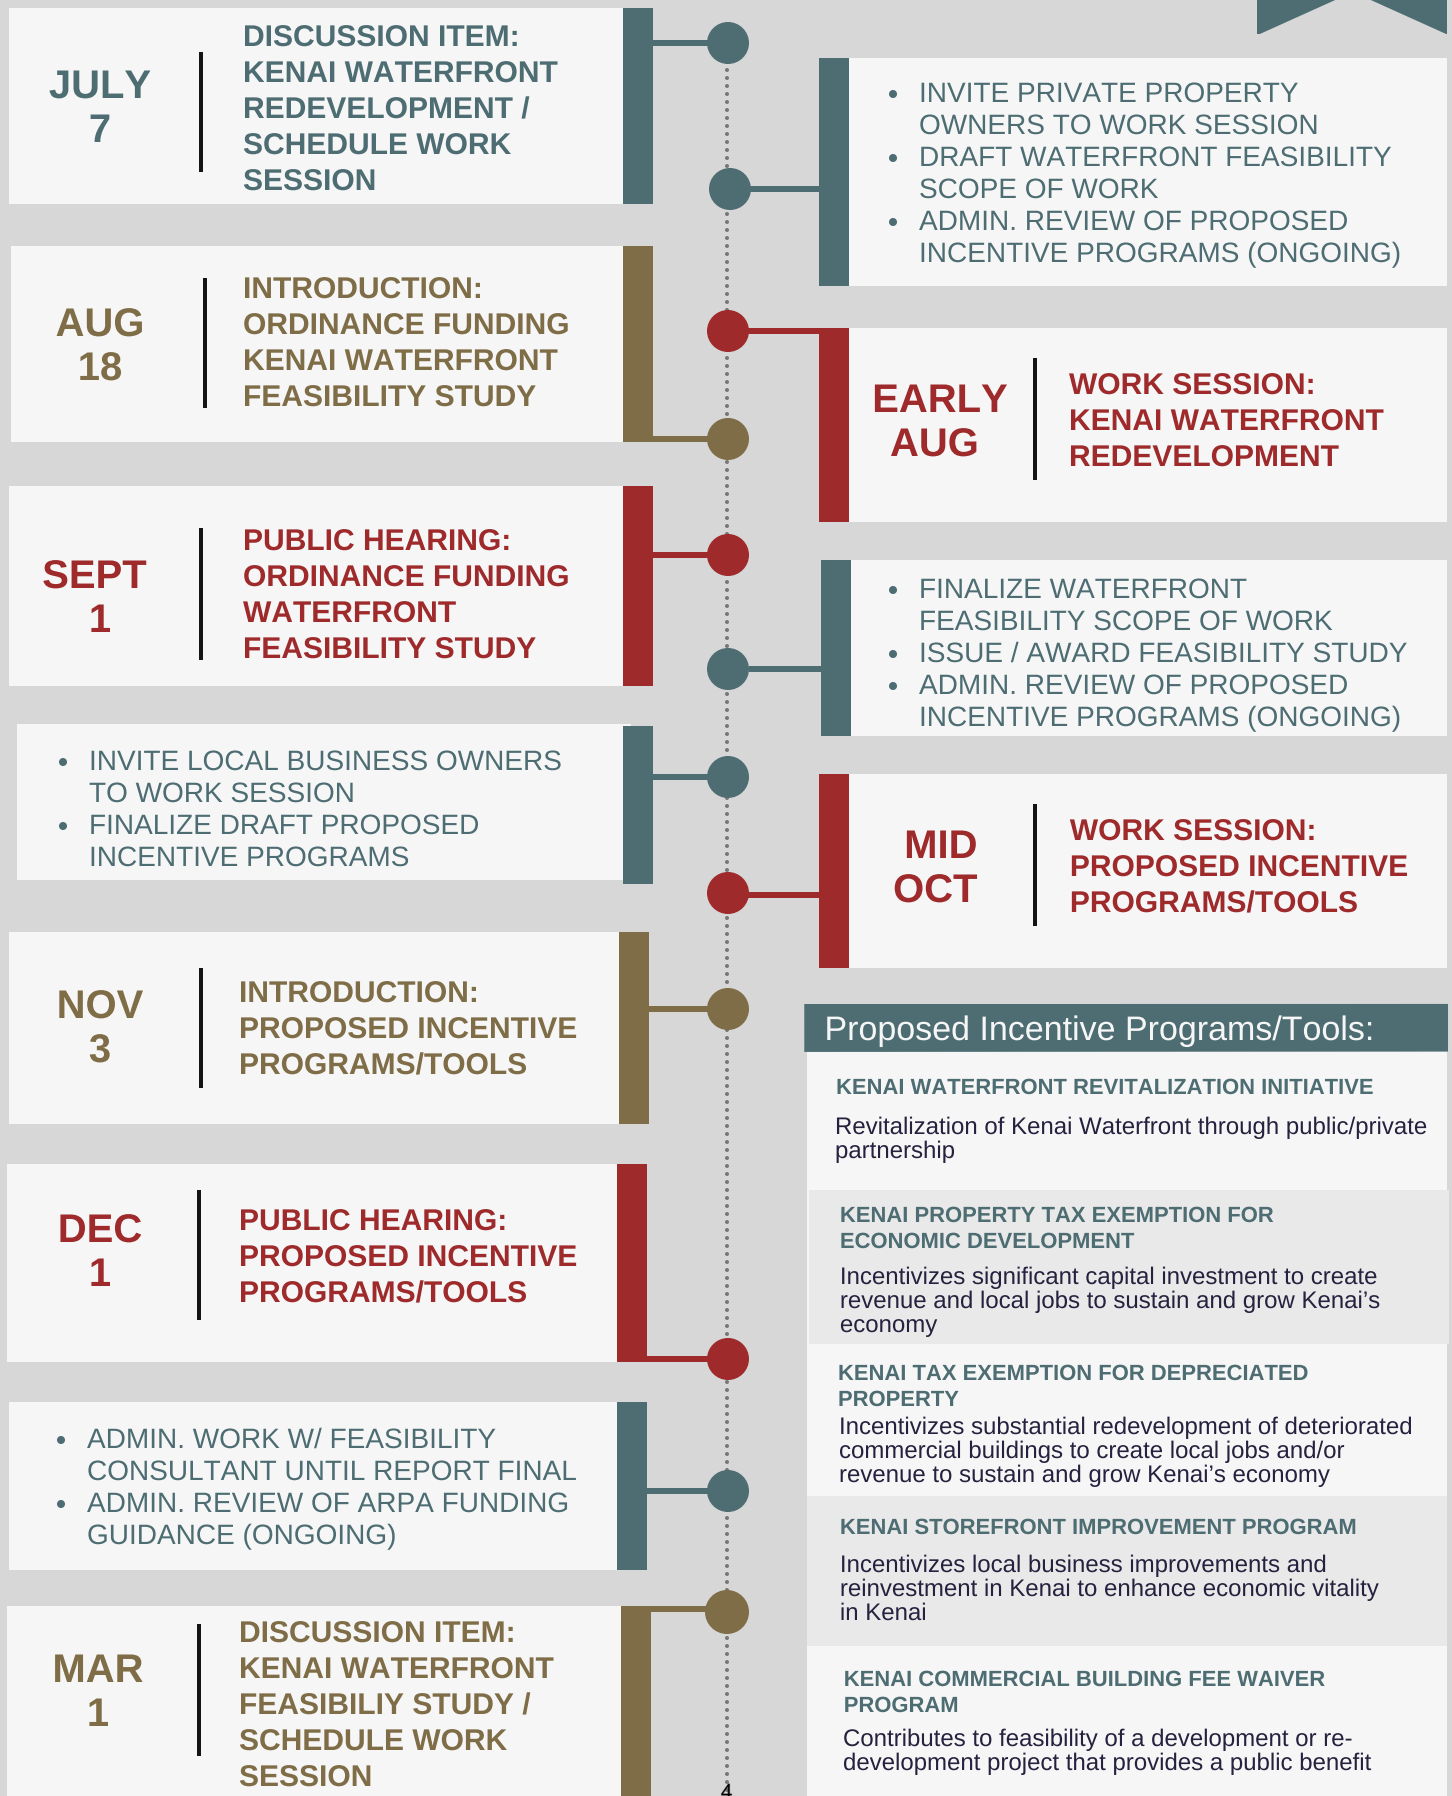 JULY
7
DISCUSSION ITEM:
KENAI WATERFRONT
REDEVELOPMENT /
SCHEDULE WORK
SESSION
• INVITE PRIVATE PROPERTY
OWNERS TO WORK SESSION
• DRAFT WATERFRONT FEASIBILITY
SCOPE OF WORK
• ADMIN. REVIEW OF PROPOSED
INCENTIVE PROGRAMS (ONGOING)
AUG
18
INTRODUCTION:
ORDINANCE FUNDING
KENAI WATERFRONT
FEASIBILITY STUDY
EARLY
AUG
WORK SESSION:
KENAI WATERFRONT
REDEVELOPMENT
SEPT
1
PUBLIC HEARING:
ORDINANCE FUNDING
WATERFRONT
FEASIBILITY STUDY
• FINALIZE WATERFRONT
FEASIBILITY SCOPE OF WORK
• ISSUE / AWARD FEASIBILITY STUDY
• ADMIN. REVIEW OF PROPOSED
INCENTIVE PROGRAMS (ONGOING)
• INVITE LOCAL BUSINESS OWNERS
TO WORK SESSION
• FINALIZE DRAFT PROPOSED
INCENTIVE PROGRAMS
MID
OCT
WORK SESSION:
PROPOSED INCENTIVE
PROGRAMS/TOOLS
NOV
3
INTRODUCTION:
PROPOSED INCENTIVE
PROGRAMS/TOOLS
DEC
1
PUBLIC HEARING:
PROPOSED INCENTIVE
PROGRAMS/TOOLS
• ADMIN. WORK W/ FEASIBILITY
CONSULTANT UNTIL REPORT FINAL
• ADMIN. REVIEW OF ARPA FUNDING
GUIDANCE (ONGOING)
MAR
1
DISCUSSION ITEM:
KENAI WATERFRONT
FEASIBILIY STUDY /
SCHEDULE WORK
SESSION
Proposed Incentive Programs/Tools:
KENAI WATERFRONT REVITALIZATION INITIATIVE
Revitalization of Kenai Waterfront through public/private
partnership
KENAI PROPERTY TAX EXEMPTION FOR
ECONOMIC DEVELOPMENT
Incentivizes significant capital investment to create
revenue and local jobs to sustain and grow Kenai’s
economy
KENAI TAX EXEMPTION FOR DEPRECIATED
PROPERTY
Incentivizes substantial redevelopment of deteriorated
commercial buildings to create local jobs and/or
revenue to sustain and grow Kenai’s economy
KENAI STOREFRONT IMPROVEMENT PROGRAM
Incentivizes local business improvements and
reinvestment in Kenai to enhance economic vitality
in Kenai
KENAI COMMERCIAL BUILDING FEE WAIVER
PROGRAM
Contributes to feasibility of a development or re-
development project that provides a public benefit
4